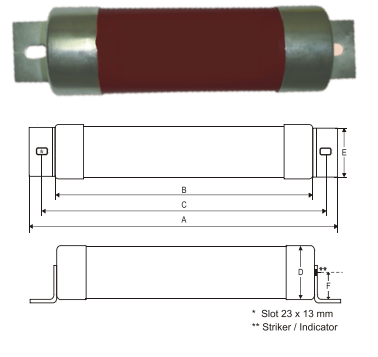 E
B
C
A
D
**
F
* Slot 23 x 13 mm
** Striker / Indicator